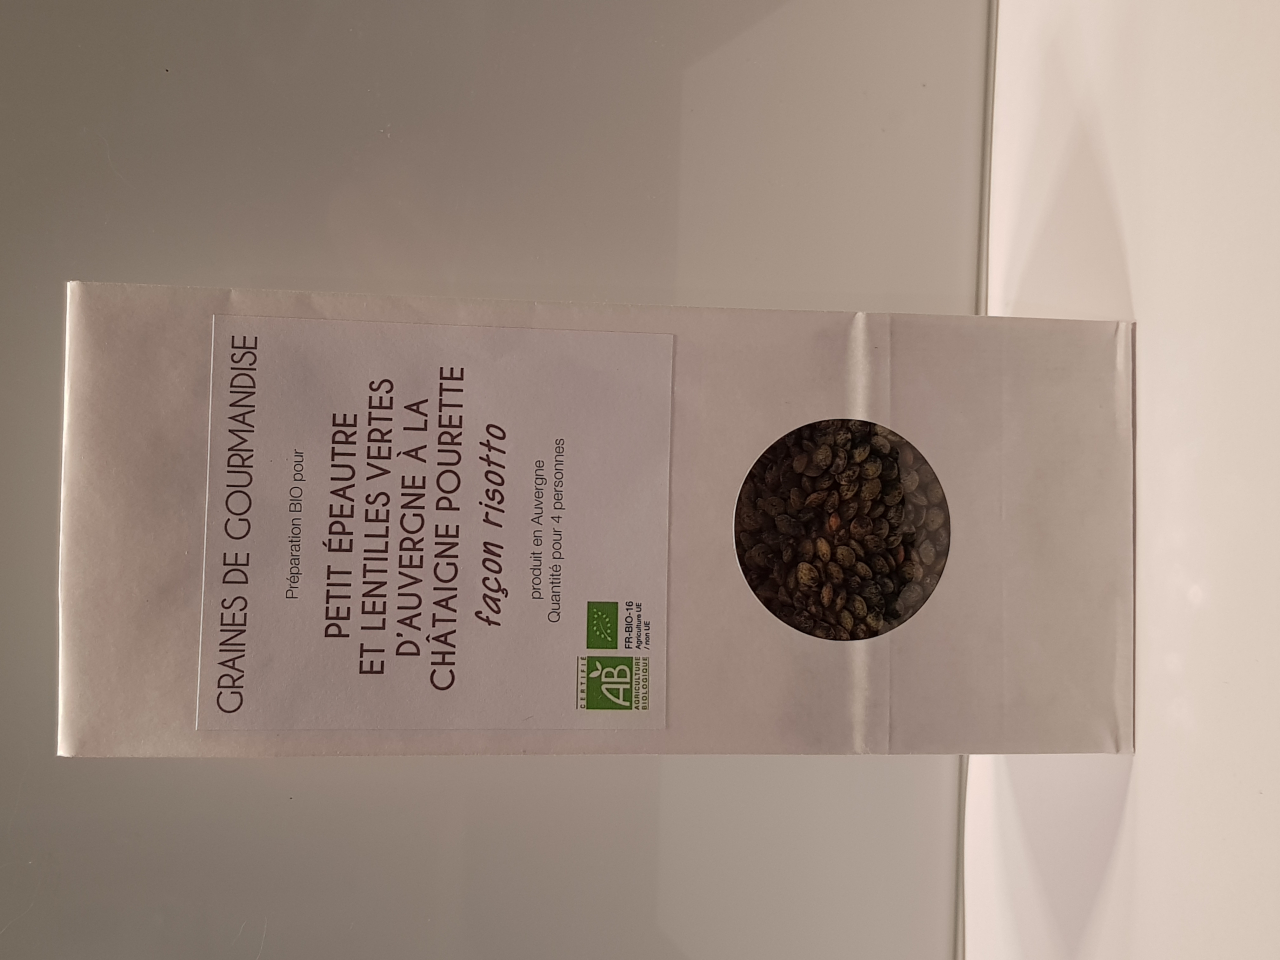 GRAINES DE GOURMANDISE
Préparation BIO pour
PETIT ÉPEAUTRE
ET LENTILLES VERTES
D'AUVERGNE À LA
CHÂTAIGNE POURETTE
façon risotto
produit en Auvergne
Quantité pour 4 personnes
CERTIFIÉ
AB
AGRICULTURE
BIOLOGIQUE
FR-BIO-16
Agriculture UE
/ non UE